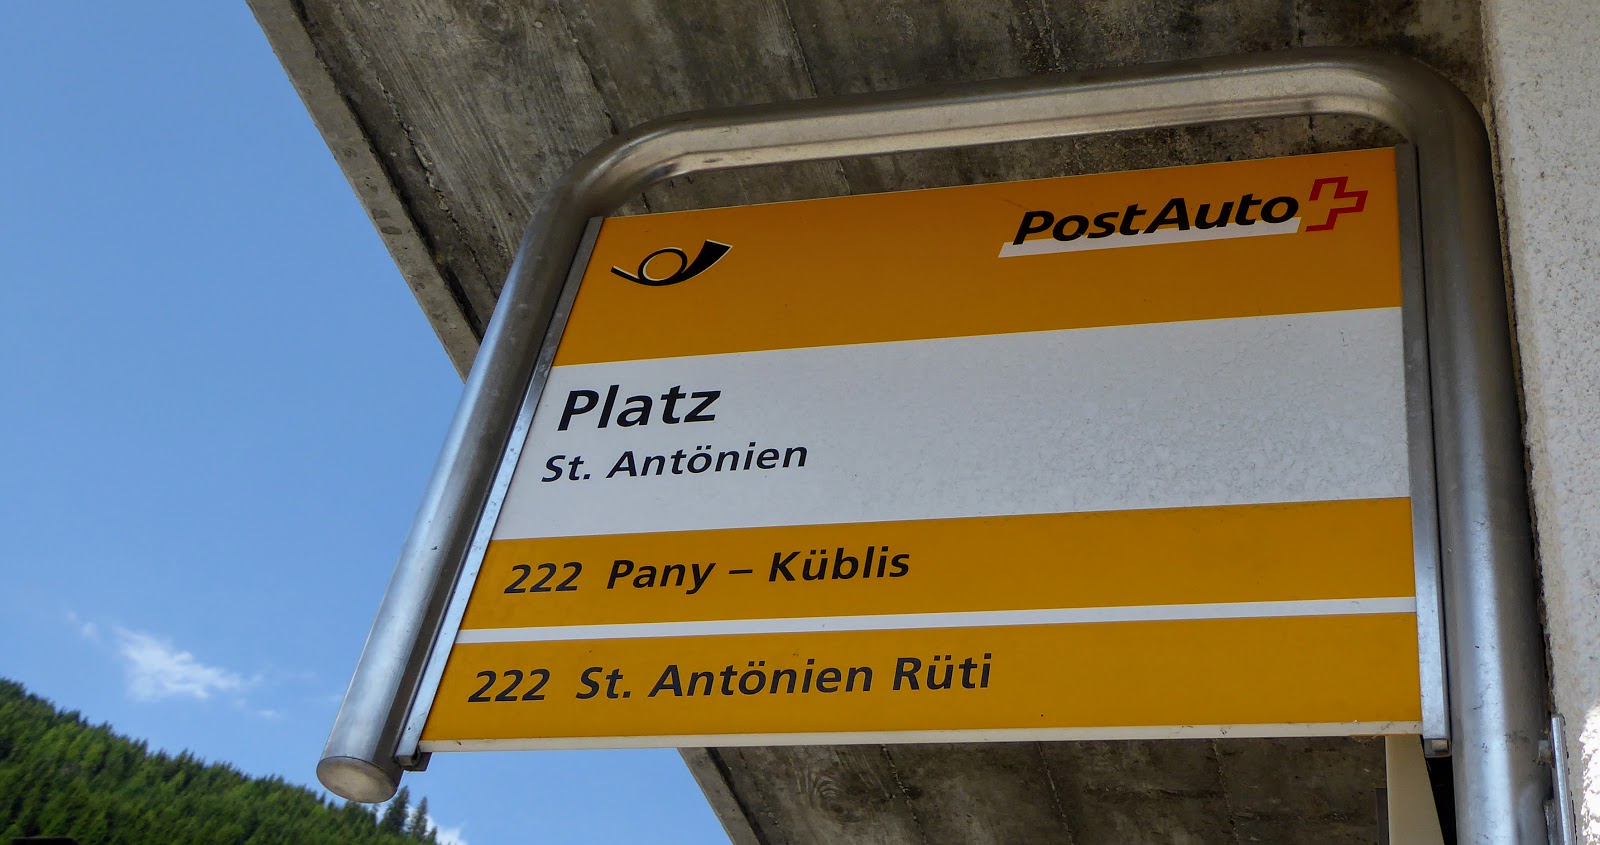 PostAuto
Platz
St. Antönien
222 Pany – Küblis
222 St. Antönien Rüti